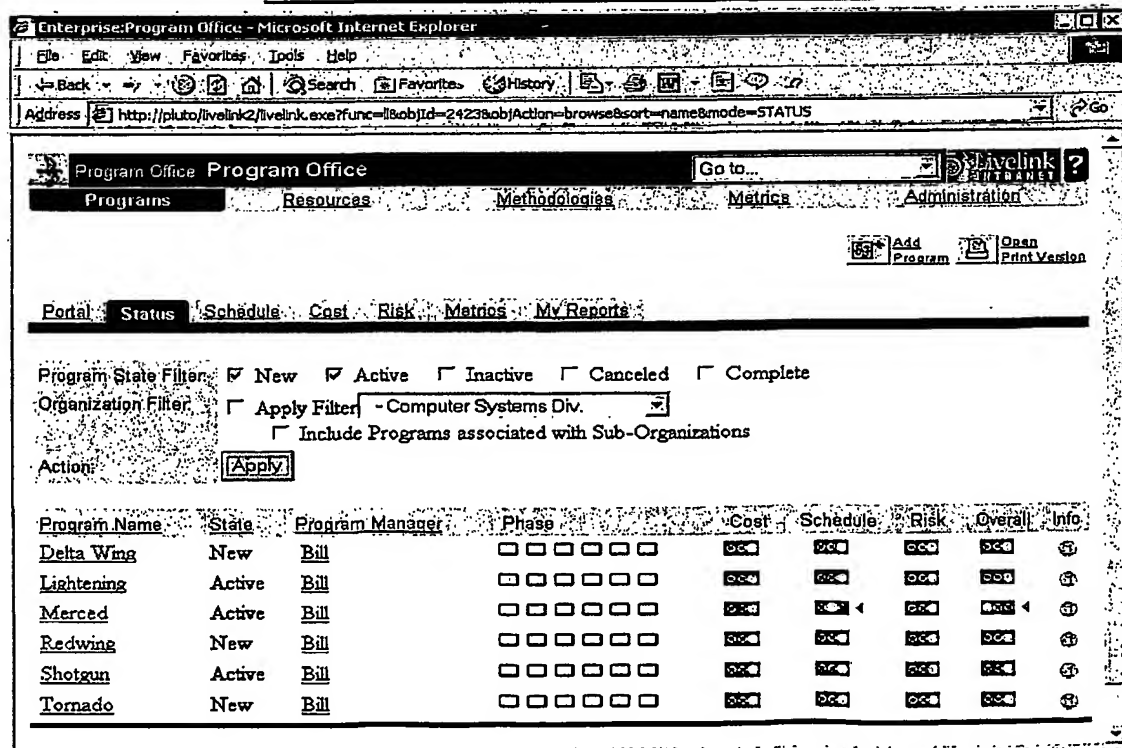 Enterprise:Program Office - Microsoft Internet Explorer
File Edit View Favorites Tools Help
Back Search Favorites History
Address http://pluto/livelink2/livelink.exe?func=ll&objId=2423&objAction=browse&sort=name&mode=STATUS Go
Program Office Program Office Go to... Livelink INTRANET ?
Programs Resources Methodologies Metrics Administration
Add Program Open Print Version
Portal Status Schedule Cost Risk Metrics My Reports
Program State Filter: New Active Inactive Canceled Complete
Organization Filter: Apply Filter - Computer Systems Div.
Include Programs associated with Sub-Organizations
Action: Apply
Program Name State Program Manager Phase Cost Schedule Risk Overall Info
Delta Wing New Bill
Lightening Active Bill
Merced Active Bill
Redwing New Bill
Shotgun Active Bill
Tornado New Bill